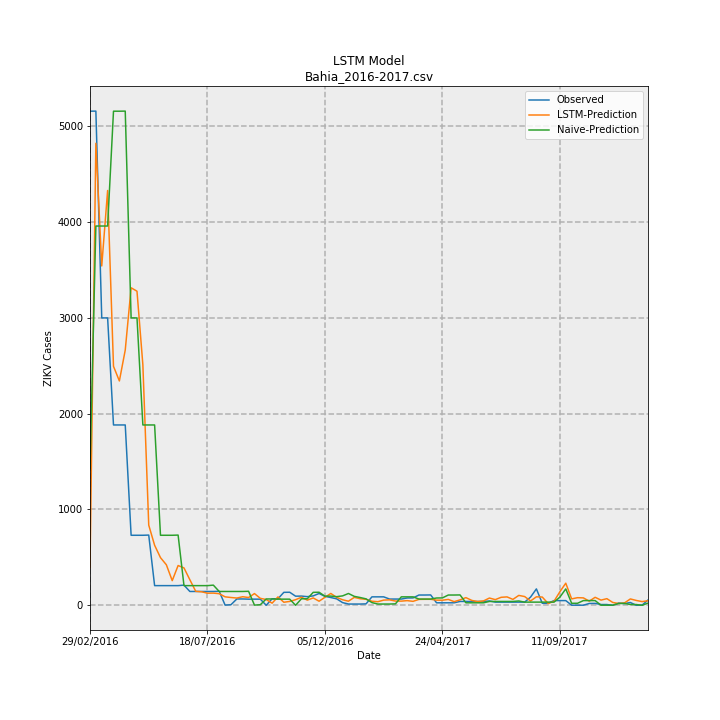 LSTM Model
Bahia_2016-2017.csv
Observed
LSTM-Prediction
Naive-Prediction
5000
4000
3000
2000
1000
0
ZIKV Cases
29/02/2016 18/07/2016 05/12/2016 24/04/2017 11/09/2017
Date